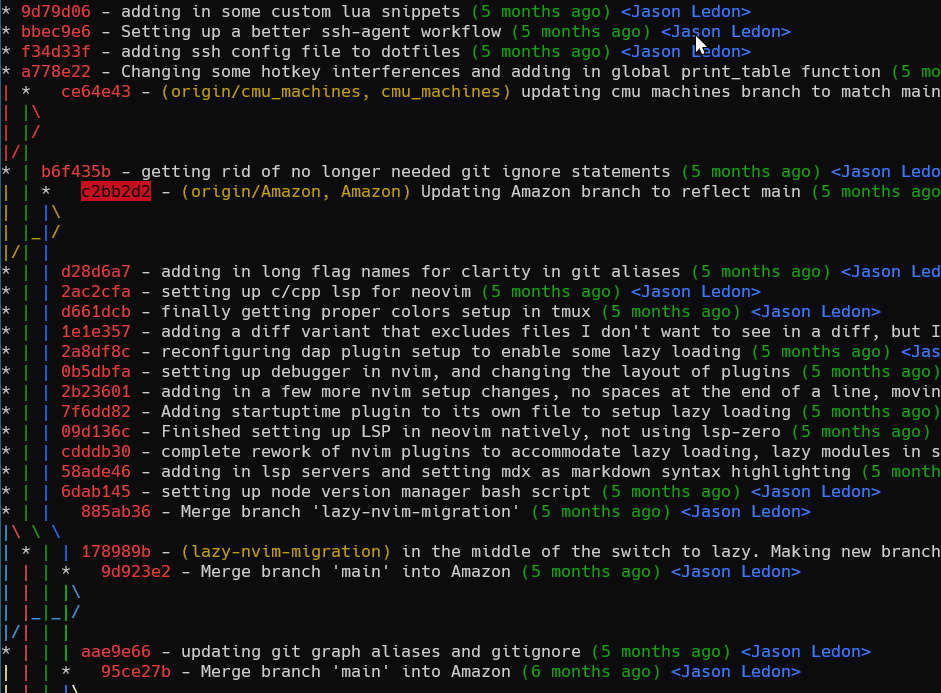 * 9d79d06 - adding in some custom lua snippets (5 months ago) <Jason Ledon>
* bbec9e6 - Setting up a better ssh-agent workflow (5 months ago) <Jason Ledon>
* f34d33f - adding ssh config file to dotfiles (5 months ago) <Jason Ledon>
* a778e22 - Changing some hotkey interferences and adding in global print_table function (5 mo
| *   ce64e43 - (origin/cmu_machines, cmu_machines) updating cmu machines branch to match main
| |\
| |/
|/|
* | b6f435b - getting rid of no longer needed git ignore statements (5 months ago) <Jason Ledo
| | *   c2bb2d2 - (origin/Amazon, Amazon) Updating Amazon branch to reflect main (5 months ago
| | |\
| |_|/
|/| |
* | | d28d6a7 - adding in long flag names for clarity in git aliases (5 months ago) <Jason Led
* | | 2ac2cfa - setting up c/cpp lsp for neovim (5 months ago) <Jason Ledon>
* | | d661dcb - finally getting proper colors setup in tmux (5 months ago) <Jason Ledon>
* | | 1e1e357 - adding a diff variant that excludes files I don't want to see in a diff, but I
* | | 2a8df8c - reconfiguring dap plugin setup to enable some lazy loading (5 months ago) <Jas
* | | 0b5dbfa - setting up debugger in nvim, and changing the layout of plugins (5 months ago)
* | | 2b23601 - adding in a few more nvim setup changes, no spaces at the end of a line, movin
* | | 7f6dd82 - Adding startuptime plugin to its own file to setup lazy loading (5 months ago)
* | | 09d136c - Finished setting up LSP in neovim natively, not using lsp-zero (5 months ago)
* | | cdddb30 - complete rework of nvim plugins to accommodate lazy loading, lazy modules in s
* | | 58ade46 - adding in lsp servers and setting mdx as markdown syntax highlighting (5 month
* | | 6dab145 - setting up node version manager bash script (5 months ago) <Jason Ledon>
* | |   885ab36 - Merge branch 'lazy-nvim-migration' (5 months ago) <Jason Ledon>
|\ \ \
| * | | 178989b - (lazy-nvim-migration) in the middle of the switch to lazy. Making new branch
| | | *   9d923e2 - Merge branch 'main' into Amazon (5 months ago) <Jason Ledon>
| | | |\
| |_|_|/
|/| | |
* | | | aae9e66 - updating git graph aliases and gitignore (5 months ago) <Jason Ledon>
| | | *   95ce27b - Merge branch 'main' into Amazon (6 months ago) <Jason Ledon>
| | | |\